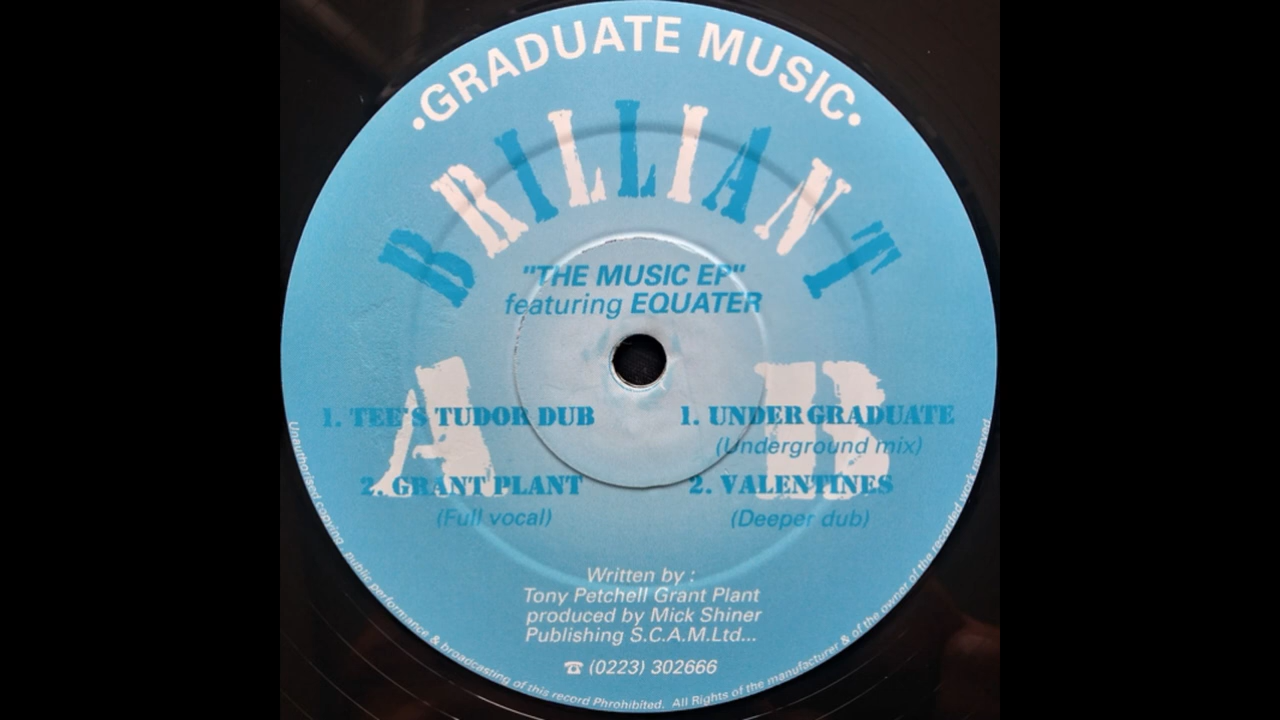 •GRADUATE MUSIC•
BRILLIANT
"THE MUSIC EP"
featuring EQUATER
A
1. TEE'S TUDOR DUB
2. GRANT PLANT
(Full vocal)
B
1. UNDERGRADUATE
(Underground mix)
2. VALENTINES
(Deeper dub)
Written by :
Tony Petchell Grant Plant
produced by Mick Shiner
Publishing S.C.A.M.Ltd...
☎ (0223) 302666
Unauthorised copying, public performance & broadcasting of this record Phrohibited. All Rights of the manufacturer & of the owner of the recorded work reserved